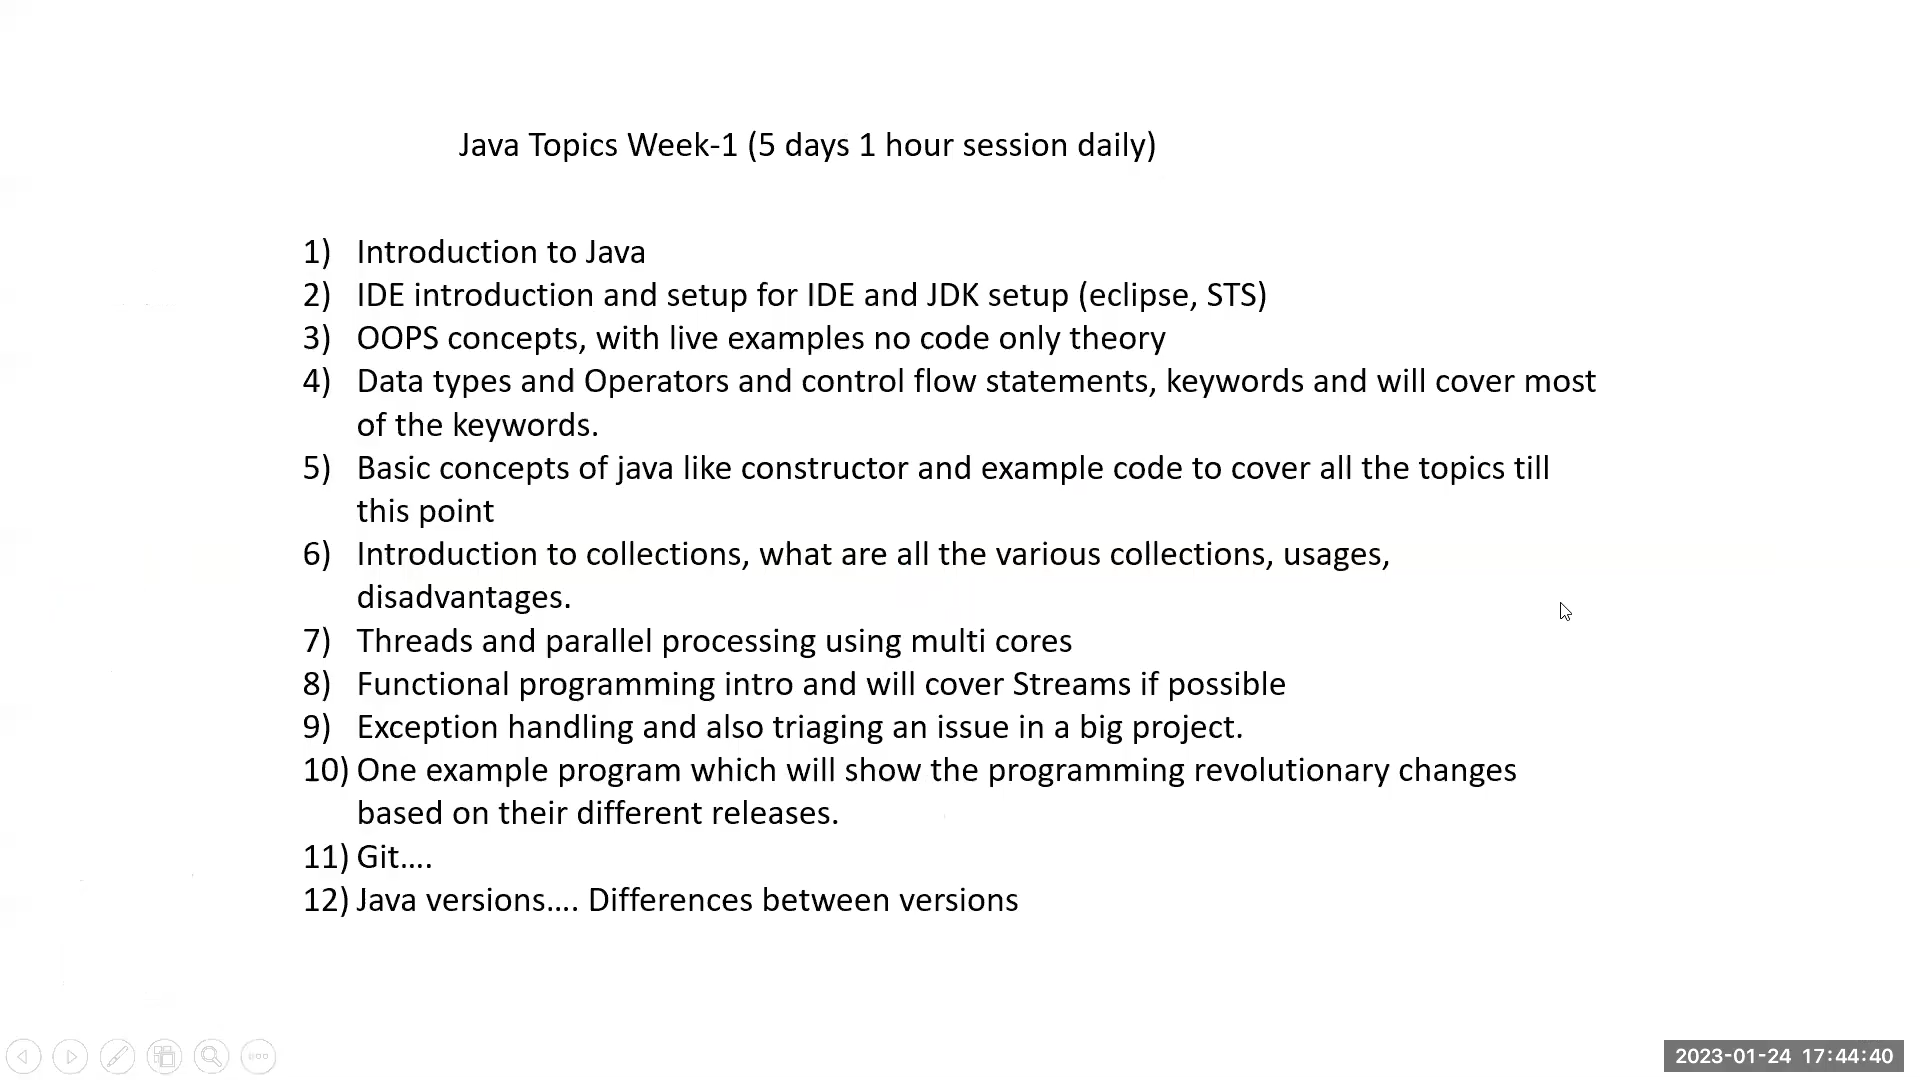 Java Topics Week-1 (5 days 1 hour session daily)
1) Introduction to Java
2) IDE introduction and setup for IDE and JDK setup (eclipse, STS)
3) OOPS concepts, with live examples no code only theory
4) Data types and Operators and control flow statements, keywords and will cover most
of the keywords.
5) Basic concepts of java like constructor and example code to cover all the topics till
this point
6) Introduction to collections, what are all the various collections, usages,
disadvantages.
7) Threads and parallel processing using multi cores
8) Functional programming intro and will cover Streams if possible
9) Exception handling and also triaging an issue in a big project.
10) One example program which will show the programming revolutionary changes
based on their different releases.
11) Git....
12) Java versions.... Differences between versions
2023-01-24 17:44:40